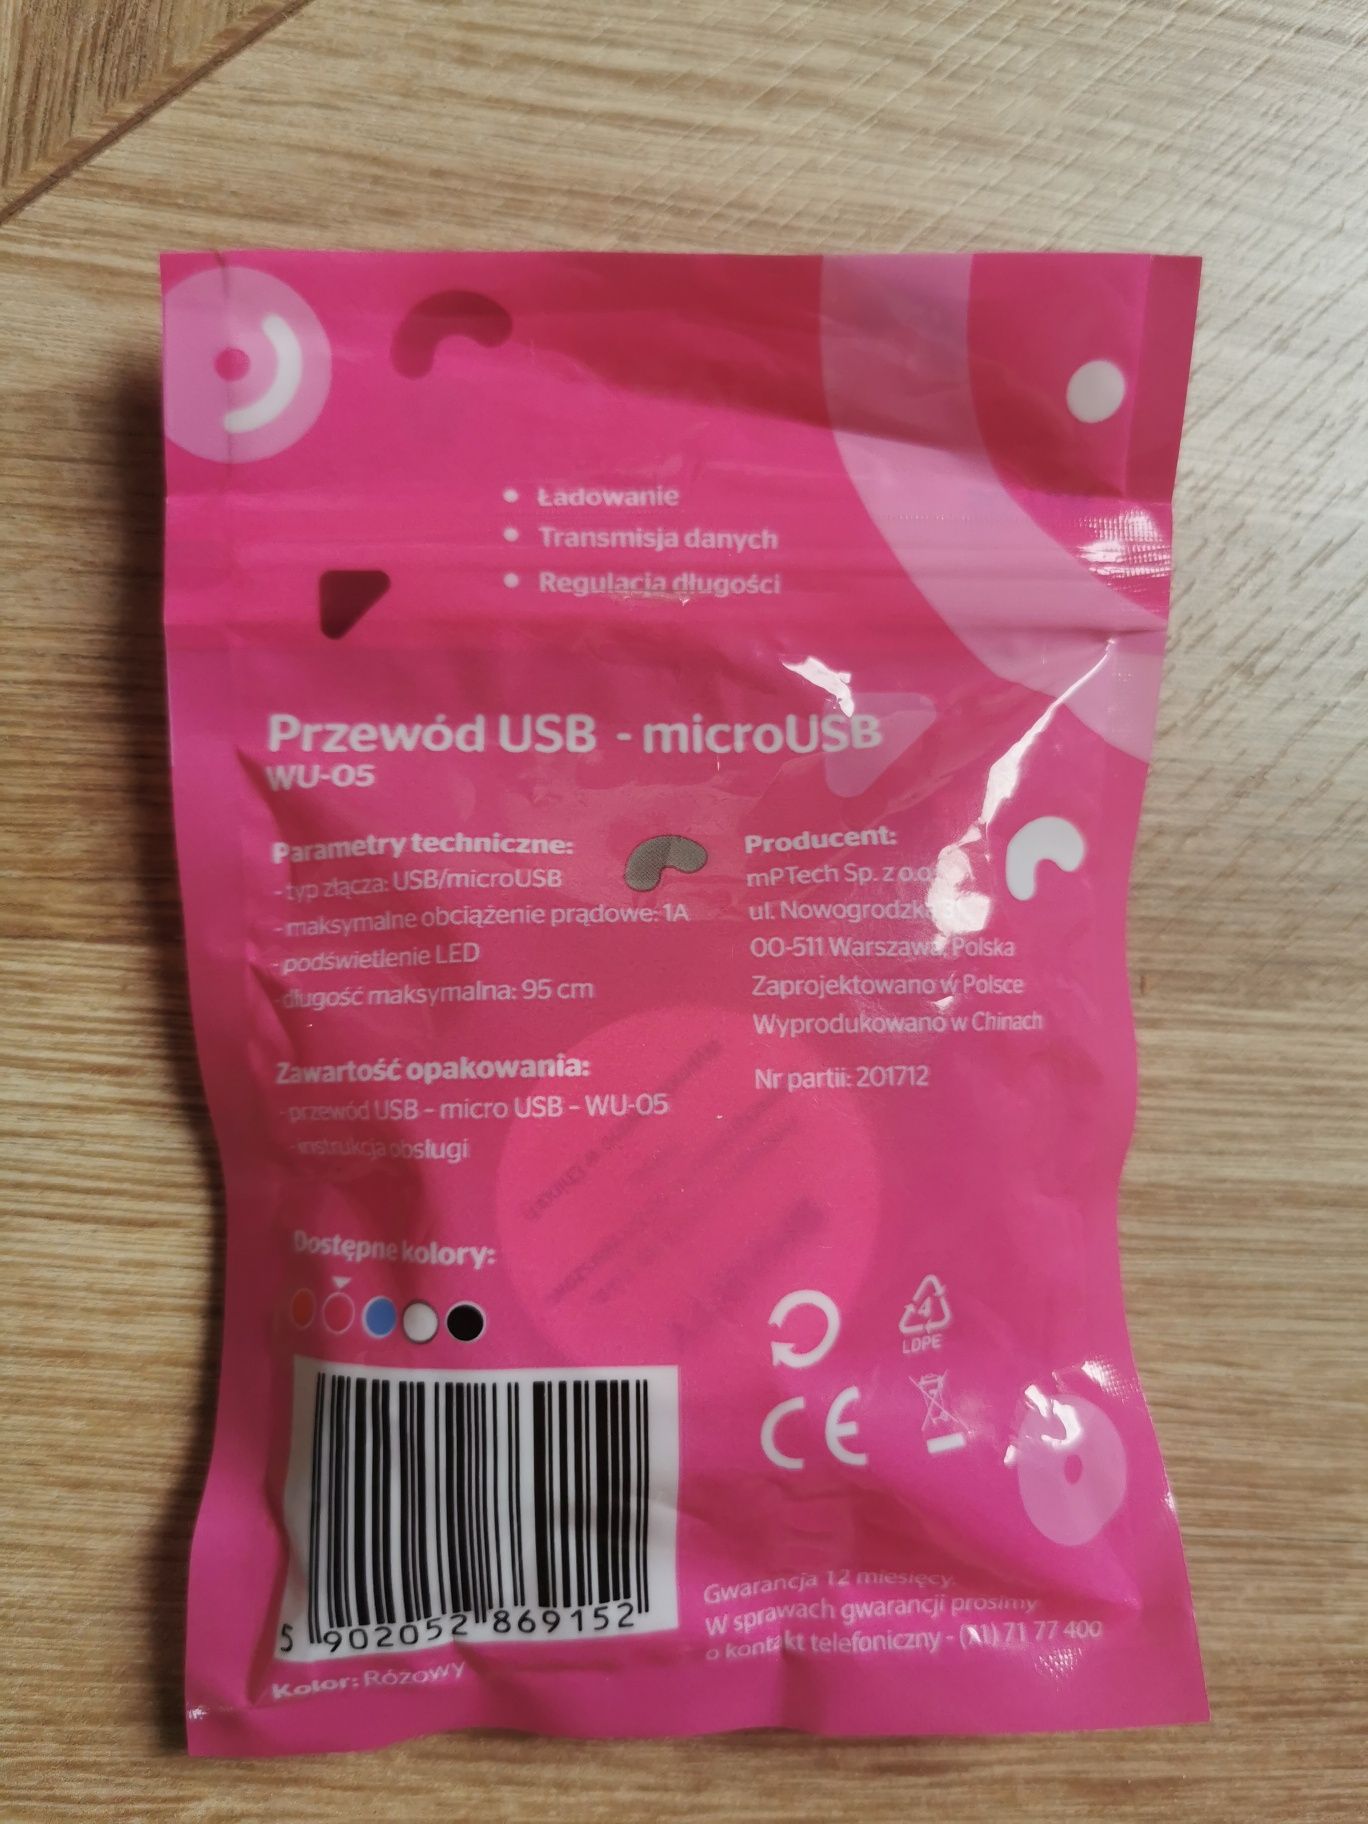 • Ładowanie
• Transmisja danych
• Regulacja długości
Przewód USB - microUSB
WU-05
Parametry techniczne:
- typ złącza: USB/microUSB
- maksymalne obciążenie prądowe: 1A
- podświetlenie LED
- długość maksymalna: 95 cm
Zawartość opakowania:
- przewód USB - micro USB - WU-05
- instrukcja obsługi
Producent:
mPTech Sp. z o.o.
ul. Nowogrodzka
00-511 Warszawa, Polska
Zaprojektowano w Polsce
Wyprodukowano w Chinach
Nr partii: 201712
Dostępne kolory:
4
LDPE
CE
5 902052 869152
Kolor: Różowy
Gwarancja 12 miesięcy.
W sprawach gwarancji prosimy
o kontakt telefoniczny - 71 77 400